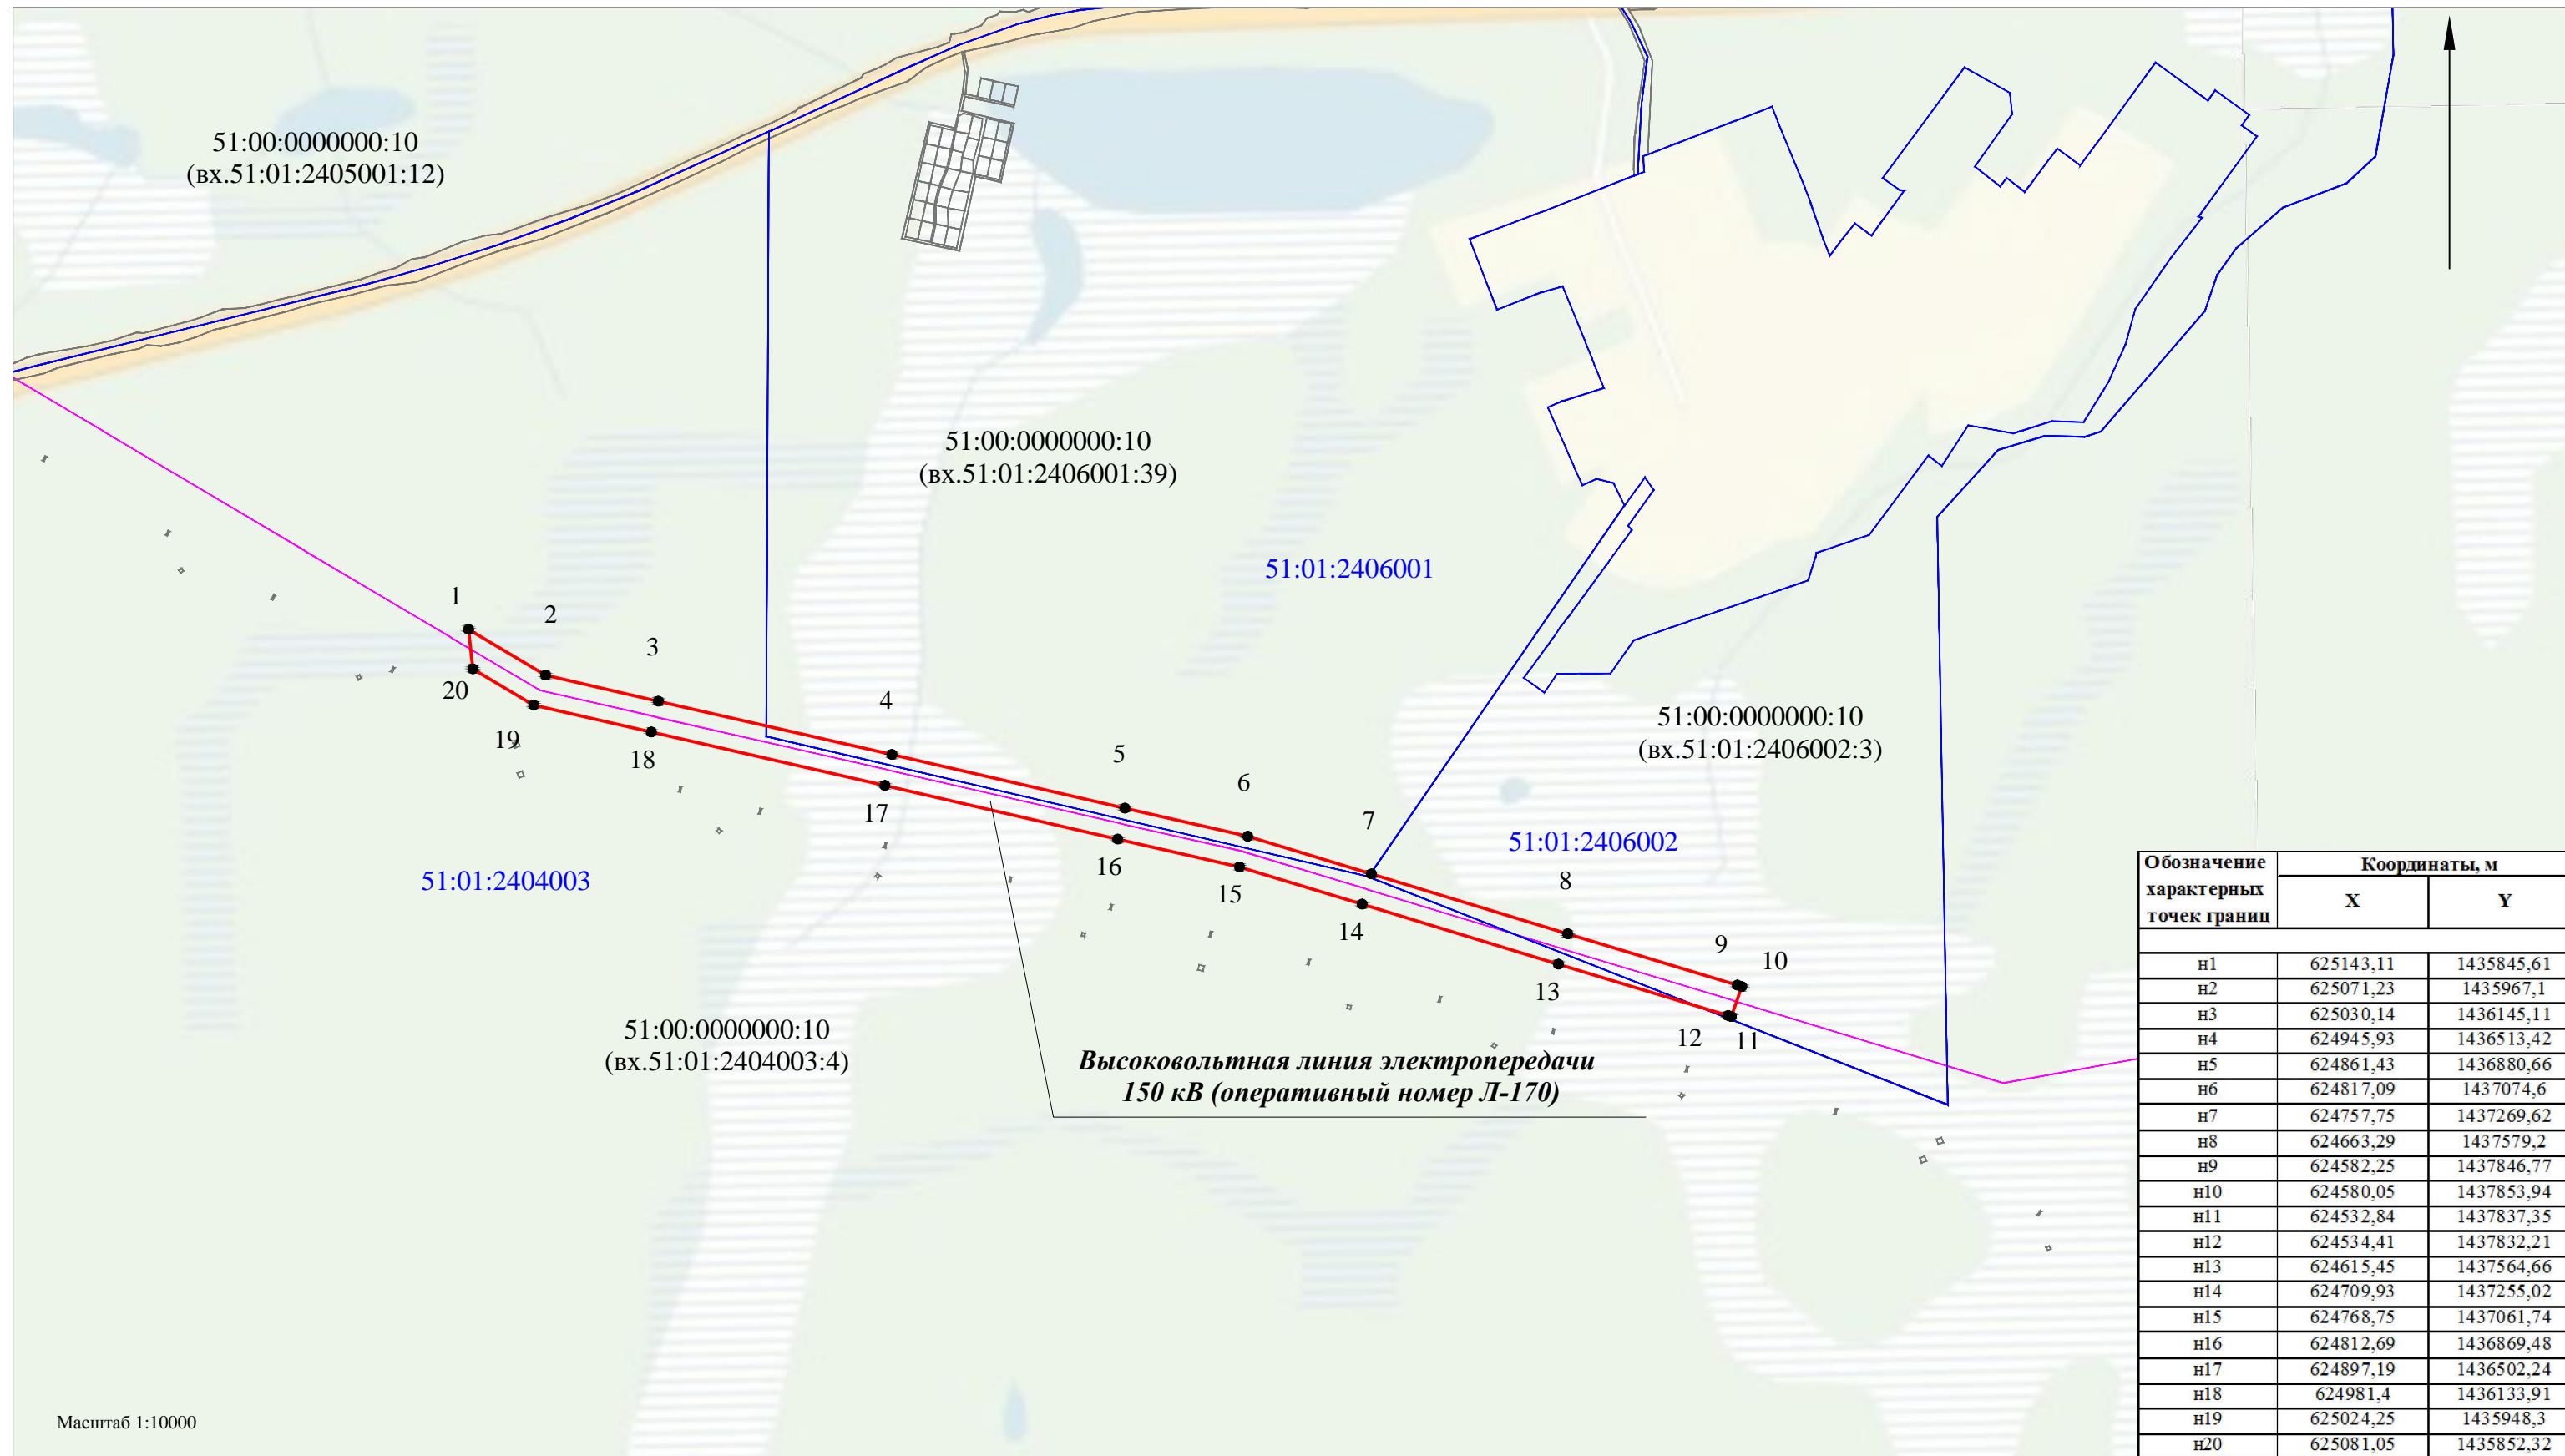 51:00:0000000:10
(вх.51:01:2405001:12)
51:00:0000000:10
(вх.51:01:2406001:39)
51:01:2406001
1
2
3
4
5
6
7
8
9
10
20
19
18
17
16
15
14
13
12
11
51:00:0000000:10
(вх.51:01:2406002:3)
51:01:2406002
51:01:2404003
51:00:0000000:10
(вх.51:01:2404003:4)
Высоковольтная линия электропередачи
150 кВ (оперативный номер Л-170)
Масштаб 1:10000
Обозначение характерных точек границ Координаты, м
X Y
н1 625143,11 1435845,61
н2 625071,23 1435967,1
н3 625030,14 1436145,11
н4 624945,93 1436513,42
н5 624861,43 1436880,66
н6 624817,09 1437074,6
н7 624757,75 1437269,62
н8 624663,29 1437579,2
н9 624582,25 1437846,77
н10 624580,05 1437853,94
н11 624532,84 1437837,35
н12 624534,41 1437832,21
н13 624615,45 1437564,66
н14 624709,93 1437255,02
н15 624768,75 1437061,74
н16 624812,69 1436869,48
н17 624897,19 1436502,24
н18 624981,4 1436133,91
н19 625024,25 1435948,3
н20 625081,05 1435852,32